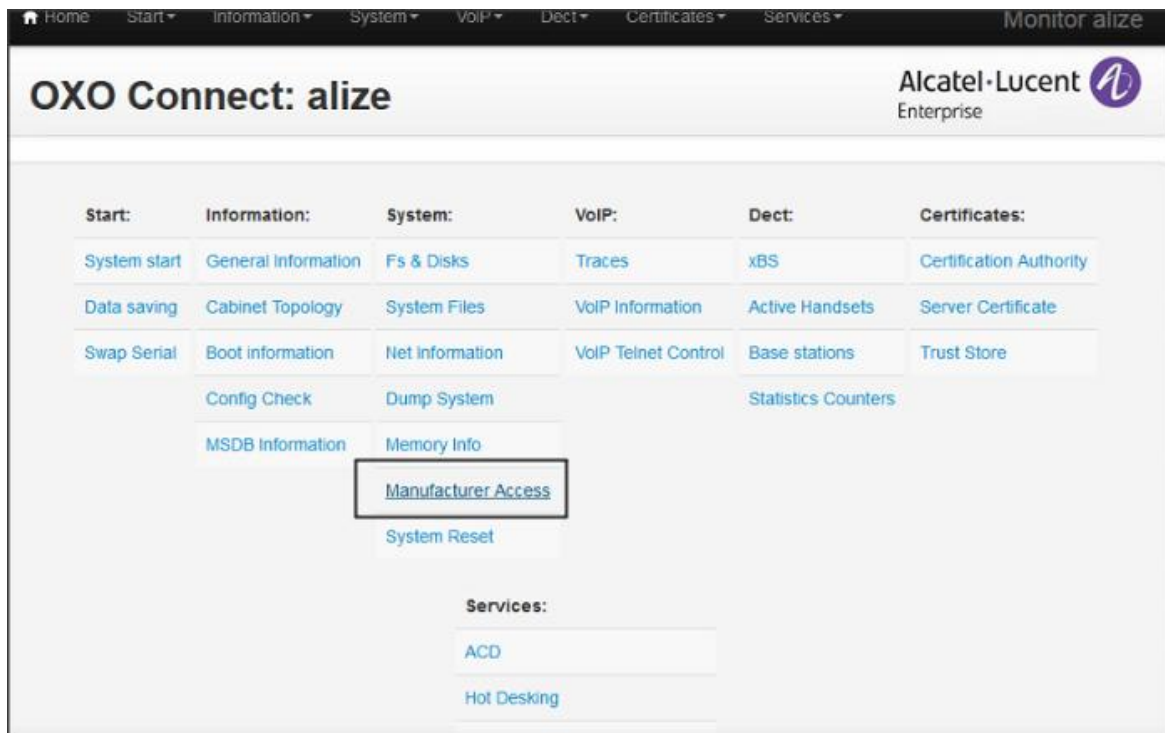 Home Start Information System VoIP Dect Certificates Services Monitor alize
OXO Connect: alize
Alcatel·Lucent
Enterprise
Start: Information: System: VoIP: Dect: Certificates:
System start General Information Fs & Disks Traces xBS Certification Authority
Data saving Cabinet Topology System Files VoIP Information Active Handsets Server Certificate
Swap Serial Boot information Net Information VoIP Telnet Control Base stations Trust Store
Config Check Dump System Statistics Counters
MSDB Information Memory Info
Manufacturer Access
System Reset
Services:
ACD
Hot Desking